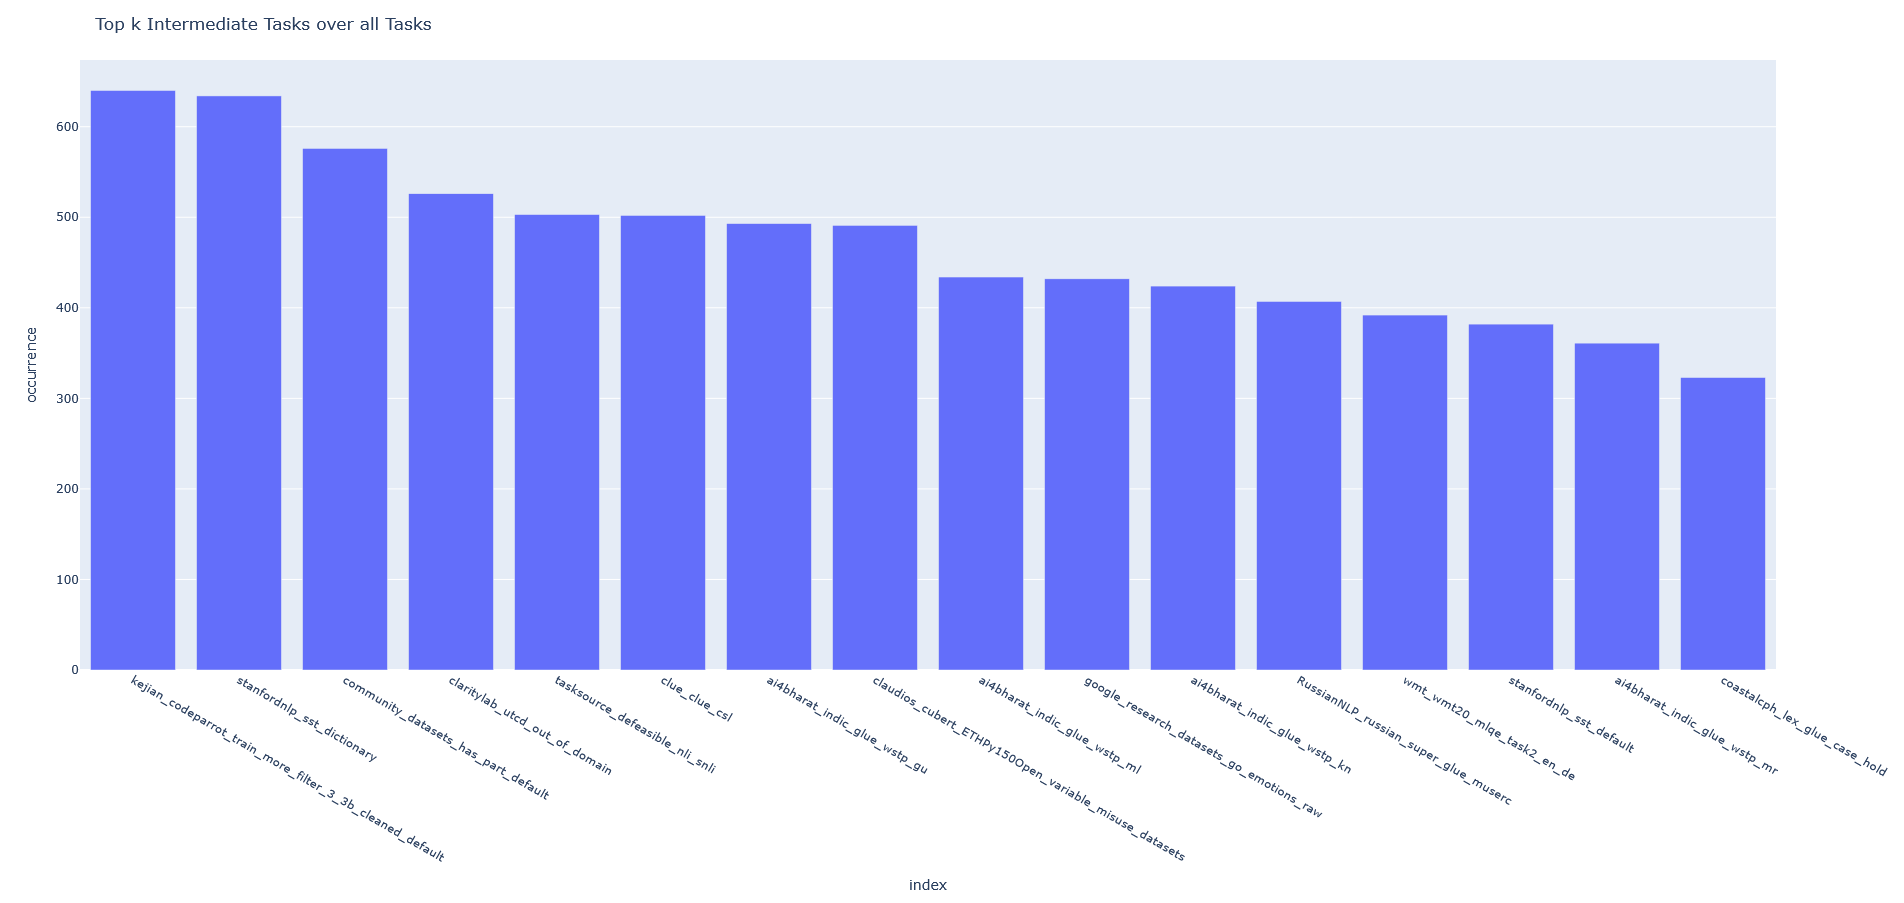 Top k Intermediate Tasks over all Tasks
occurrence
600
500
400
300
200
100
0
kejian_codeparrot_train_more_filter_3_3b_cleaned_default
stanfordnlp_sst_dictionary
community_datasets_has_part_default
claritylab_utcd_out_of_domain
tasksource_defeasible_nli_snli
clue_clue_csl
ai4bharat_indic_glue_wstp_gu
claudios_cubert_ETHPy150Open_variable_misuse_datasets
ai4bharat_indic_glue_wstp_ml
google_research_datasets_go_emotions_raw
ai4bharat_indic_glue_wstp_kn
RussianNLP_russian_super_glue_muserc
wmt_wmt20_mlqe_task2_en_de
stanfordnlp_sst_default
ai4bharat_indic_glue_wstp_mr
coastalcph_lex_glue_case_hold
index